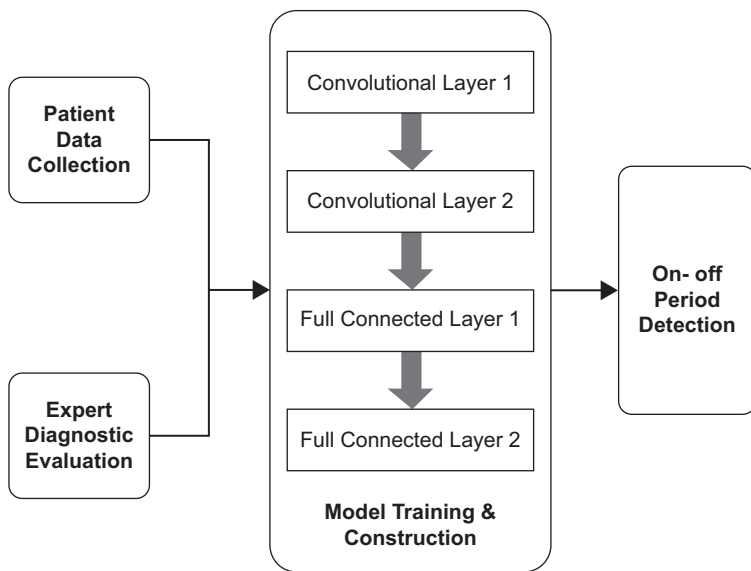 Patient
Data
Collection
Expert
Diagnostic
Evaluation
Convolutional Layer 1
Convolutional Layer 2
Full Connected Layer 1
Full Connected Layer 2
Model Training &
Construction
On- off
Period
Detection